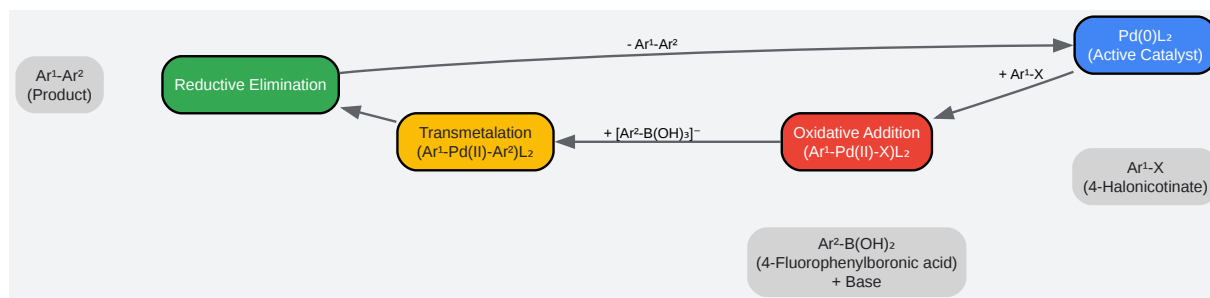 Ar¹-Ar²
(Product)
Reductive Elimination
- Ar¹-Ar²
Pd(0)L₂
(Active Catalyst)
+ Ar¹-X
Transmetalation
(Ar¹-Pd(II)-Ar²)L₂
+ [Ar²-B(OH)₃]⁻
Oxidative Addition
(Ar¹-Pd(II)-X)L₂
Ar¹-X
(4-Halonicotinate)
Ar²-B(OH)₂
(4-Fluorophenylboronic acid)
+ Base